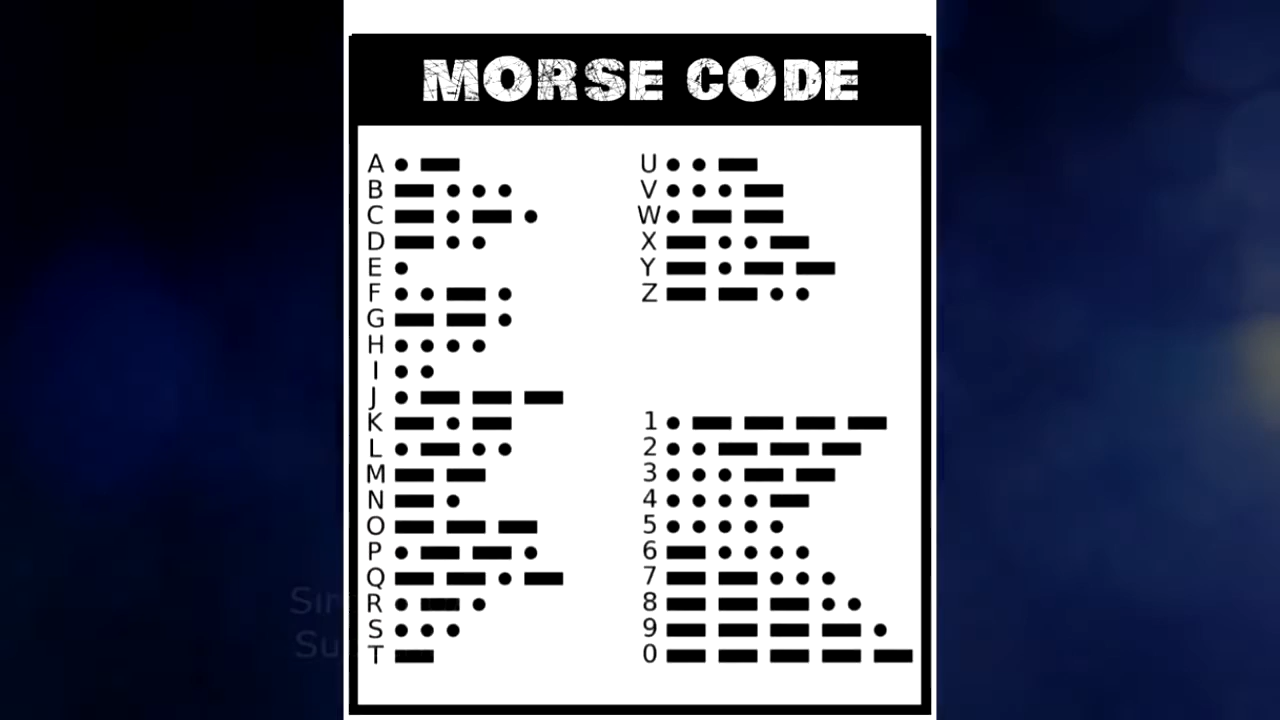 MORSE CODE
A • —
B — • • •
C — • — •
D — • •
E •
F • • — •
G — — •
H • • • •
I • •
J • — — —
K — • —
L • — • •
M — —
N — •
O — — —
P • — — •
Q — — • —
R • — •
S • • •
T —
U • • —
V • • • —
W • — —
X — • • —
Y — • — —
Z — — • •
1 • — — — —
2 • • — — —
3 • • • — —
4 • • • • —
5 • • • • •
6 — • • • •
7 — — • • •
8 — — — • •
9 — — — — •
0 — — — — —